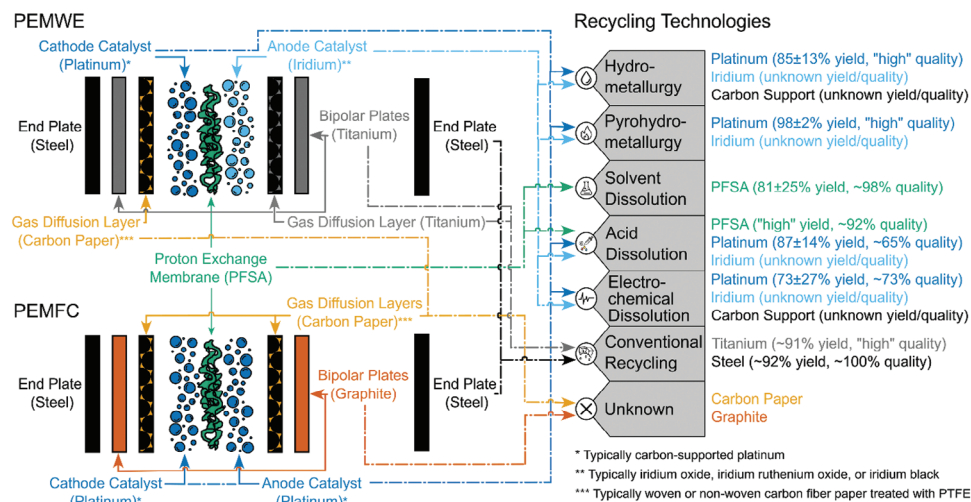 PEMWE
Recycling Technologies
Cathode Catalyst
(Platinum)*
Anode Catalyst
(Iridium)**
End Plate
(Steel)
Bipolar Plates
(Titanium)
End Plate
(Steel)
Gas Diffusion Layer
(Carbon Paper)***
Gas Diffusion Layer (Titanium)
Proton Exchange
Membrane (PFSA)
PEMFC
Gas Diffusion Layers
(Carbon Paper)***
End Plate
(Steel)
Bipolar Plates
(Graphite)
End Plate
(Steel)
Cathode Catalyst
(Platinum)*
Anode Catalyst
(Platinum)*
Hydro-
metallurgy
Platinum (85±13% yield, "high" quality)
Iridium (unknown yield/quality)
Carbon Support (unknown yield/quality)
Pyrohydro-
metallurgy
Platinum (98±2% yield, "high" quality)
Iridium (unknown yield/quality)
Solvent
Dissolution
PFSA (81±25% yield, ~98% quality)
Acid
Dissolution
PFSA ("high" yield, ~92% quality)
Platinum (87±14% yield, ~65% quality)
Iridium (unknown yield/quality)
Electro-
chemical
Dissolution
Platinum (73±27% yield, ~73% quality)
Iridium (unknown yield/quality)
Carbon Support (unknown yield/quality)
Conventional
Recycling
Titanium (~91% yield, "high" quality)
Steel (~92% yield, ~100% quality)
Unknown
Carbon Paper
Graphite
* Typically carbon-supported platinum
** Typically iridium oxide, iridium ruthenium oxide, or iridium black
*** Typically woven or non-woven carbon fiber paper treated with PTFE